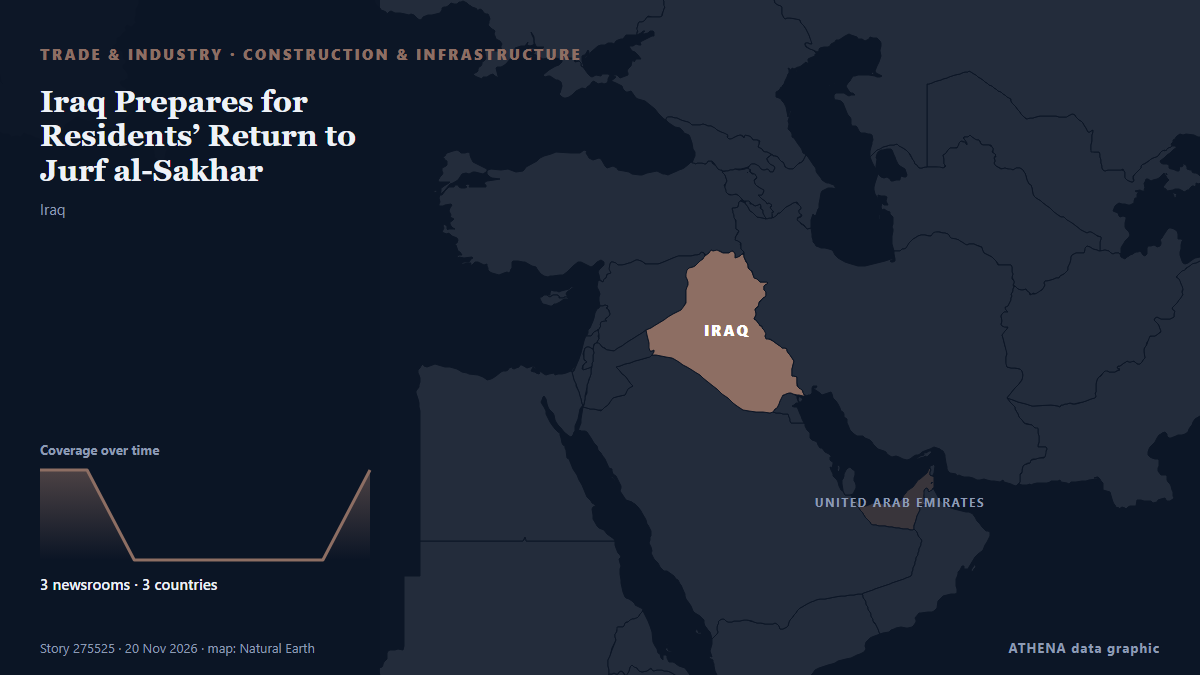 TRADE & INDUSTRY · CONSTRUCTION & INFRASTRUCTURE
Iraq Prepares for
Residents’ Return to
Jurf al-Sakhar
Iraq
IRAQ
UNITED ARAB EMIRATES
Coverage over time
3 newsrooms · 3 countries
Story 275525 · 20 Nov 2026 · map: Natural Earth
ATHENA data graphic